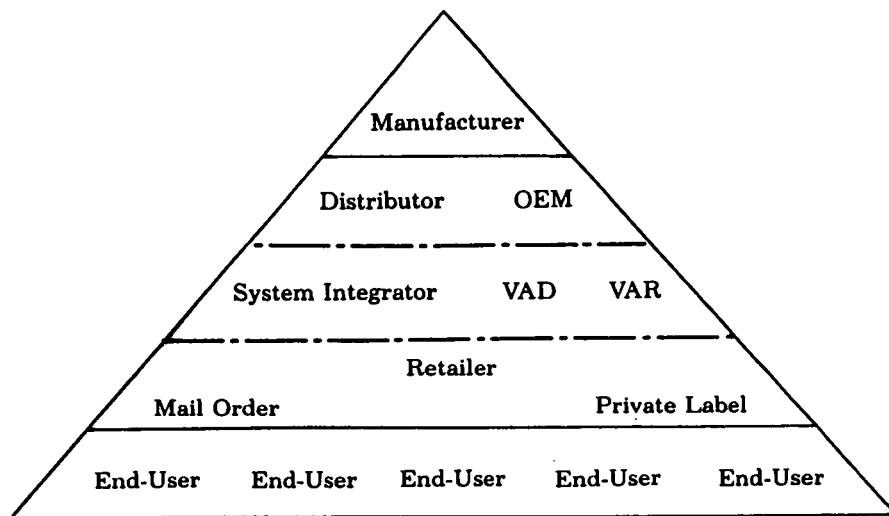 Manufacturer
Distributor OEM
System Integrator VAD VAR
Retailer
Mail Order Private Label
End-User End-User End-User End-User End-User